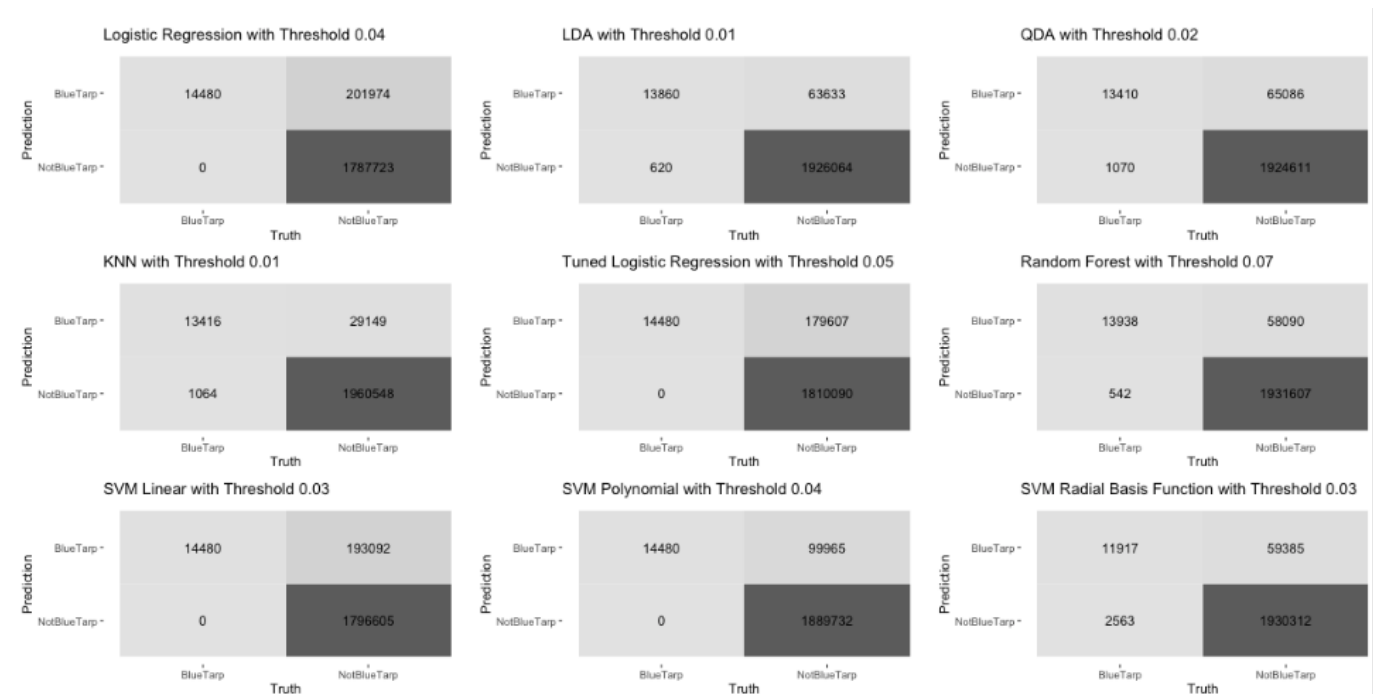 Logistic Regression with Threshold 0.04
Prediction
BlueTarp
14480
201974
NotBlueTarp
0
1787723
BlueTarp
NotBlueTarp
Truth
LDA with Threshold 0.01
Prediction
BlueTarp
13860
63633
NotBlueTarp
620
1926064
BlueTarp
NotBlueTarp
Truth
QDA with Threshold 0.02
Prediction
BlueTarp
13410
65086
NotBlueTarp
1070
1924611
BlueTarp
NotBlueTarp
Truth
KNN with Threshold 0.01
Prediction
BlueTarp
13416
29149
NotBlueTarp
1064
1960548
BlueTarp
NotBlueTarp
Truth
Tuned Logistic Regression with Threshold 0.05
Prediction
BlueTarp
14480
179607
NotBlueTarp
0
1810090
BlueTarp
NotBlueTarp
Truth
Random Forest with Threshold 0.07
Prediction
BlueTarp
13938
58090
NotBlueTarp
542
1931607
BlueTarp
NotBlueTarp
Truth
SVM Linear with Threshold 0.03
Prediction
BlueTarp
14480
193092
NotBlueTarp
0
1796605
BlueTarp
NotBlueTarp
Truth
SVM Polynomial with Threshold 0.04
Prediction
BlueTarp
14480
99965
NotBlueTarp
0
1889732
BlueTarp
NotBlueTarp
Truth
SVM Radial Basis Function with Threshold 0.03
Prediction
BlueTarp
11917
59385
NotBlueTarp
2563
1930312
BlueTarp
NotBlueTarp
Truth